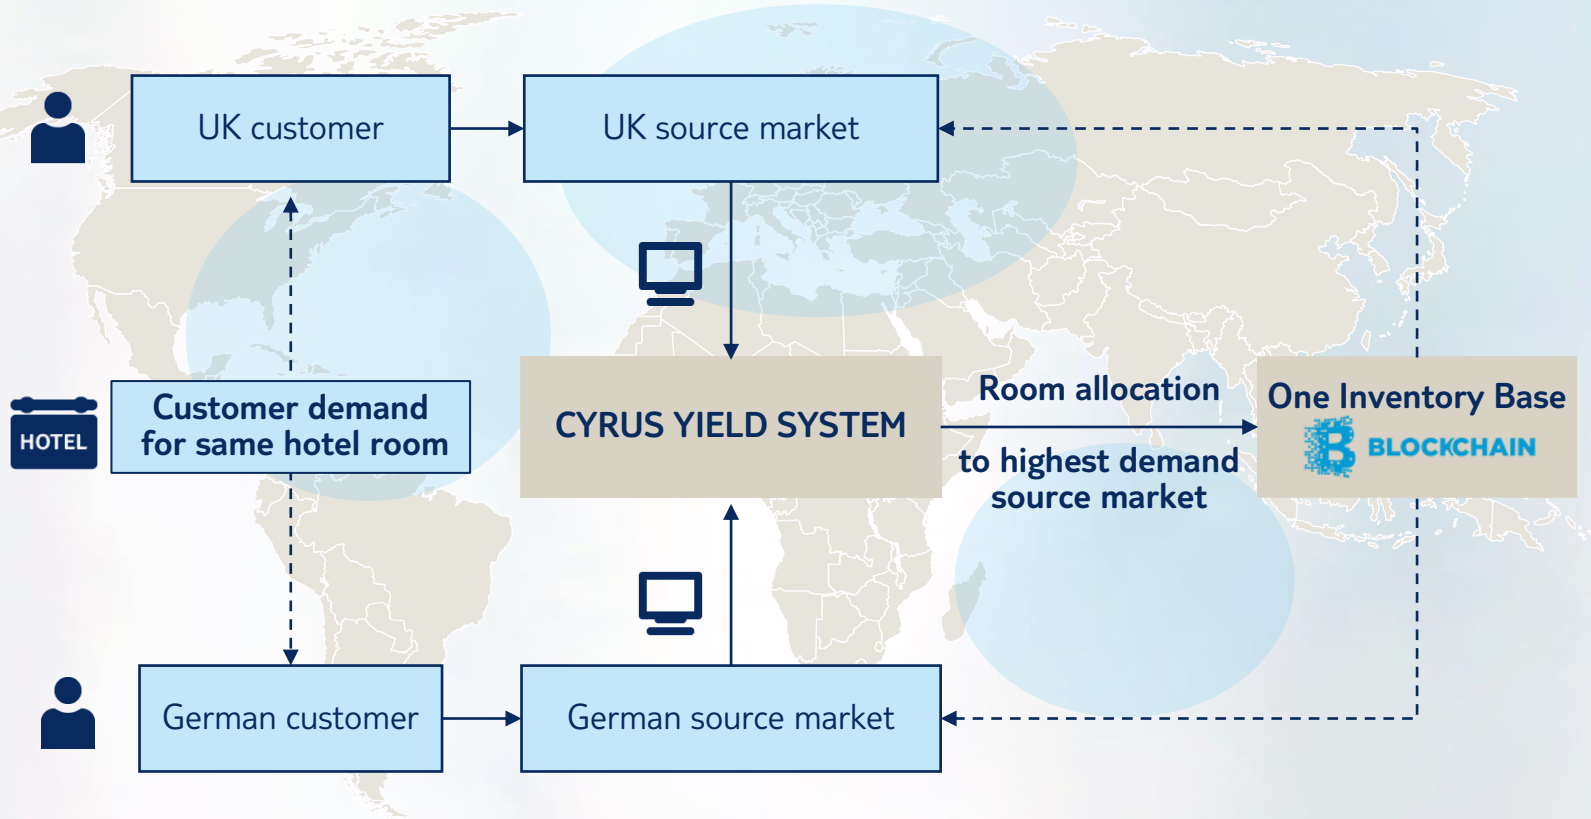 UK customer
UK source market
HOTEL
Customer demand
for same hotel room
CYRUS YIELD SYSTEM
Room allocation
to highest demand
source market
One Inventory Base
BLOCKCHAIN
German customer
German source market